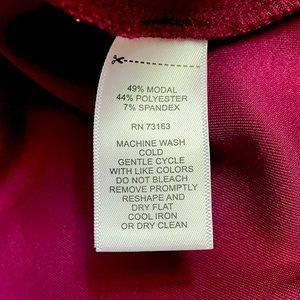 49% MODAL
44% POLYESTER
7% SPANDEX
RN 73163
MACHINE WASH
COLD
GENTLE CYCLE
WITH LIKE COLORS
DO NOT BLEACH
REMOVE PROMPTLY
RESHAPE AND
DRY FLAT
COOL IRON
OR DRY CLEAN